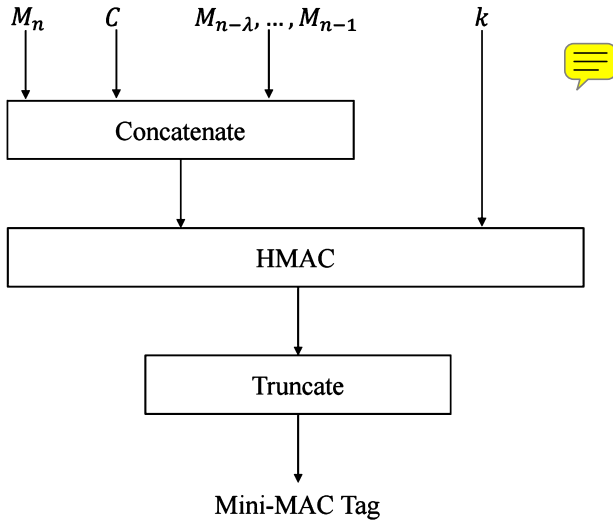 Mₙ C Mₙ₋λ, ..., Mₙ₋₁ k
Concatenate
HMAC
Truncate
Mini-MAC Tag